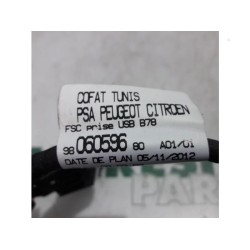 COFAT TUNIS
PSA PEUGEOT CITROEN
FSC prise USB B78
98 060596 80 A01/01
DATE DE PLAN 05/11/2012
PARTS